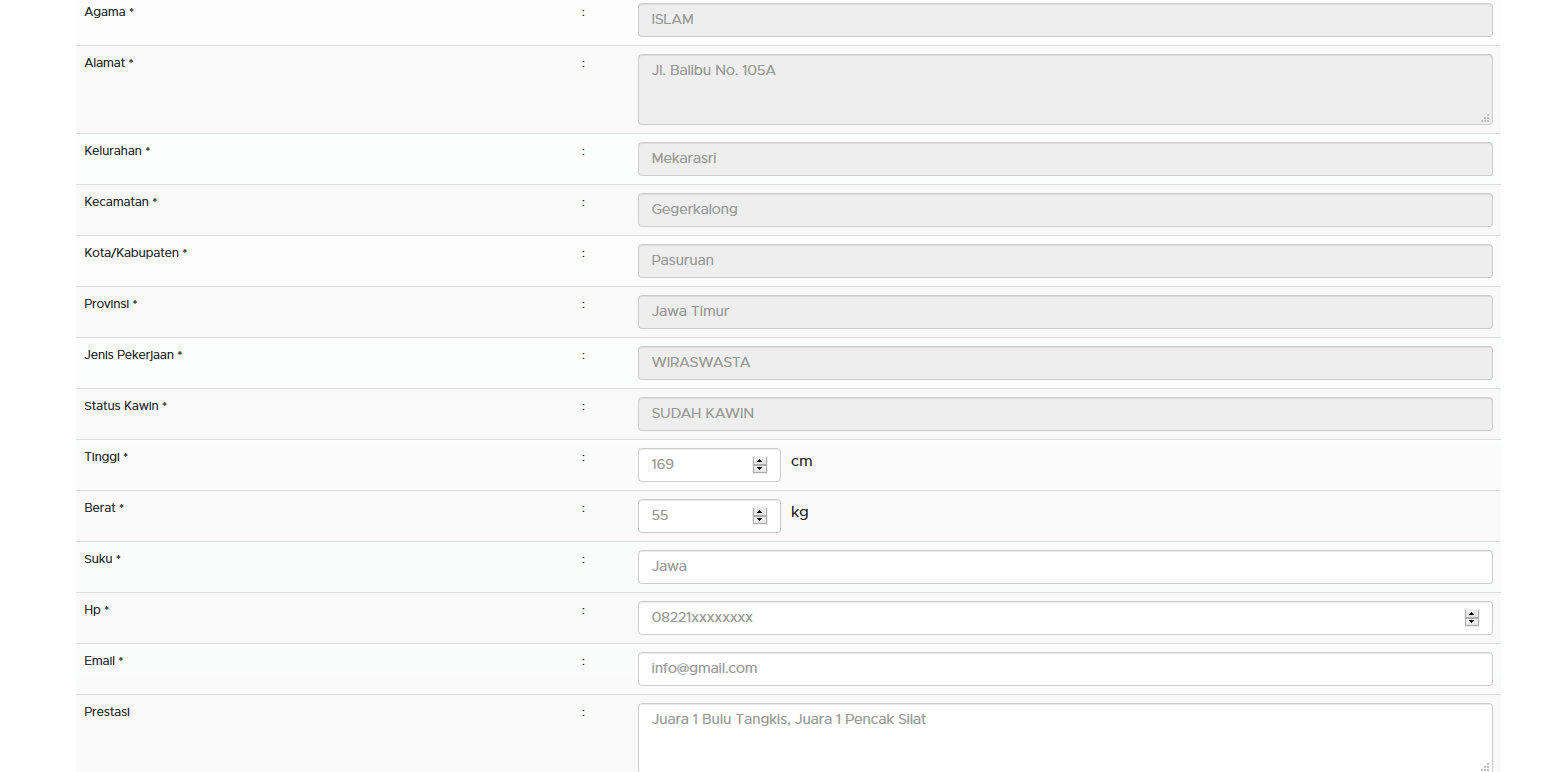 Agama * : ISLAM
Alamat * : Jl. Balibu No. 105A
Kelurahan * : Mekarasri
Kecamatan * : Gegerkalong
Kota/Kabupaten * : Pasuruan
Provinsi * : Jawa Timur
Jenis Pekerjaan * : WIRASWASTA
Status Kawin * : SUDAH KAWIN
Tinggi * : 169 cm
Berat * : 55 kg
Suku * : Jawa
Hp * : 08221xxxxxxxx
Email * : info@gmail.com
Prestasi : Juara 1 Bulu Tangkis, Juara 1 Pencak Silat